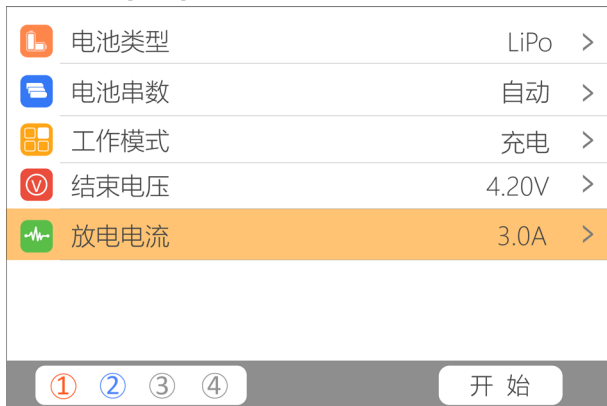 电池类型 LiPo >
电池串数 自动 >
工作模式 充电 >
结束电压 4.20V >
放电电流 3.0A >
① ② ③ ④ 开 始